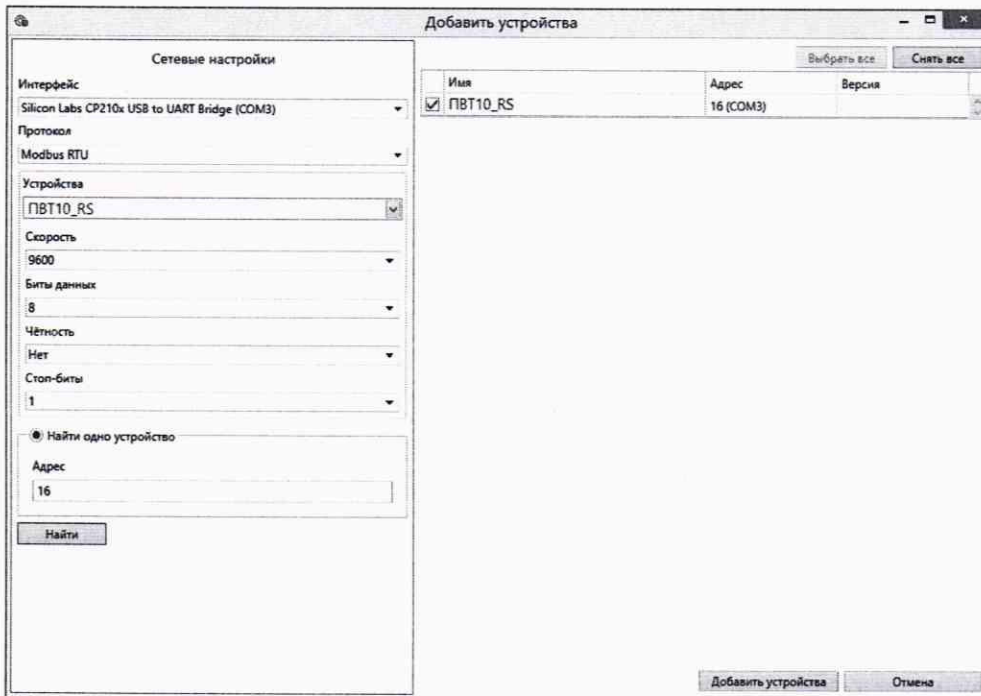 Добавить устройства
Сетевые настройки
Интерфейс
Silicon Labs CP210x USB to UART Bridge (COM3)
Протокол
Modbus RTU
Устройства
ПВТ10_RS
Скорость
9600
Биты данных
8
Чётность
Нет
Стоп-биты
1
Найти одно устройство
Адрес
16
Найти
Выбрать все Снять все
Имя Адрес Версия
ПВТ10_RS 16 (COM3)
Добавить устройства Отмена